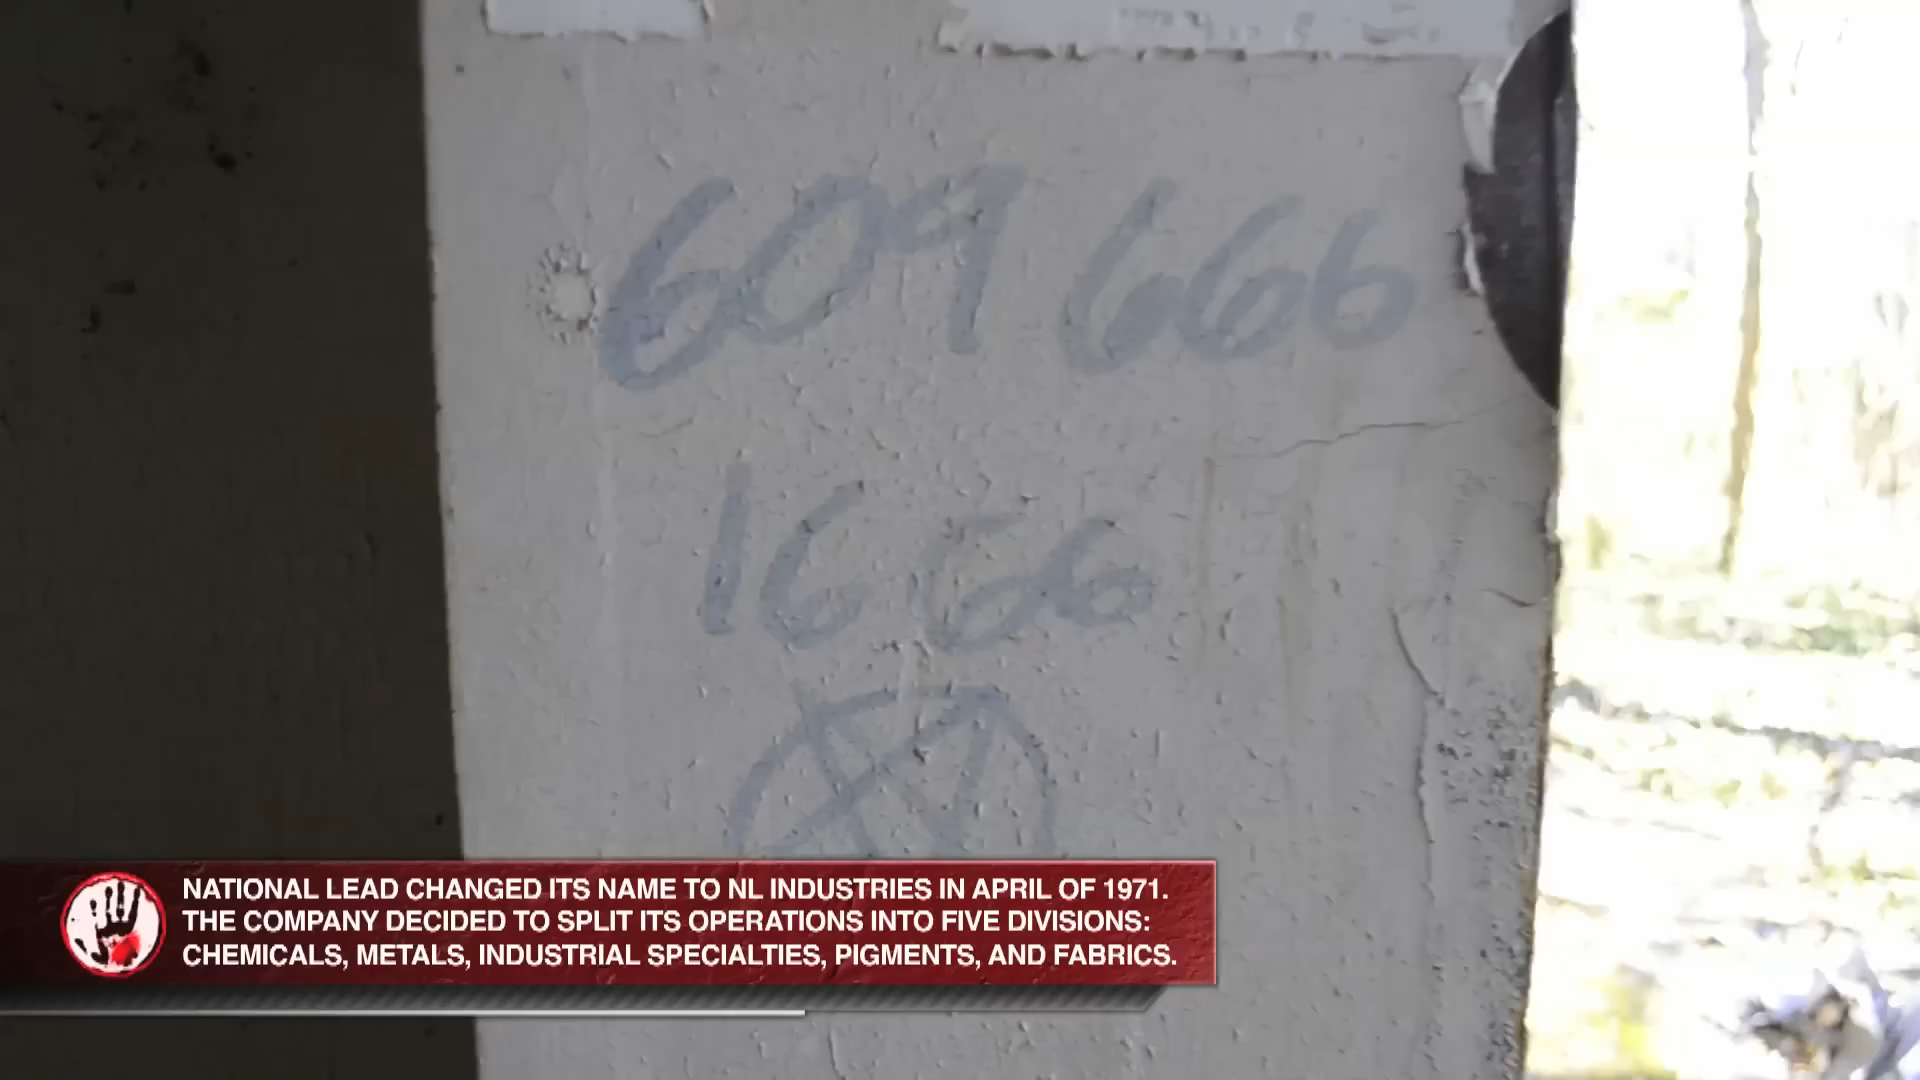 609 666
1666
NATIONAL LEAD CHANGED ITS NAME TO NL INDUSTRIES IN APRIL OF 1971.
THE COMPANY DECIDED TO SPLIT ITS OPERATIONS INTO FIVE DIVISIONS:
CHEMICALS, METALS, INDUSTRIAL SPECIALTIES, PIGMENTS, AND FABRICS.